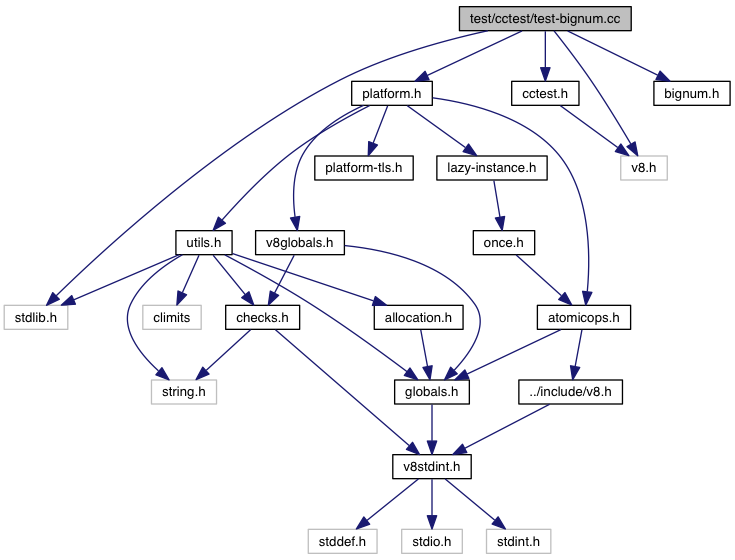 test/cctest/test-bignum.cc
platform.h
cctest.h
bignum.h
platform-tls.h
lazy-instance.h
v8.h
utils.h
v8globals.h
once.h
stdlib.h
climits
checks.h
allocation.h
atomicops.h
string.h
globals.h
../include/v8.h
v8stdint.h
stddef.h
stdio.h
stdint.h